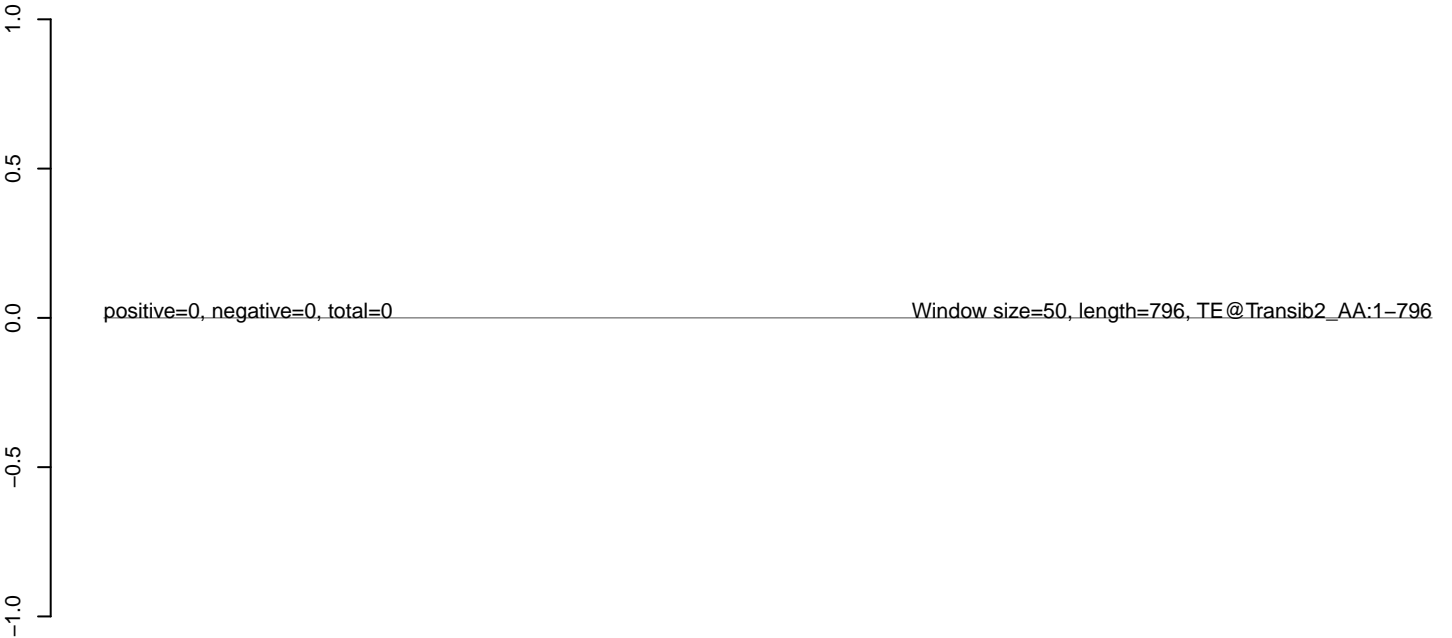 1.0
0.5
0.0
positive=0, negative=0, total=0
Window size=50, length=796, TE@Transib2_AA:1−796
−0.5
−1.0